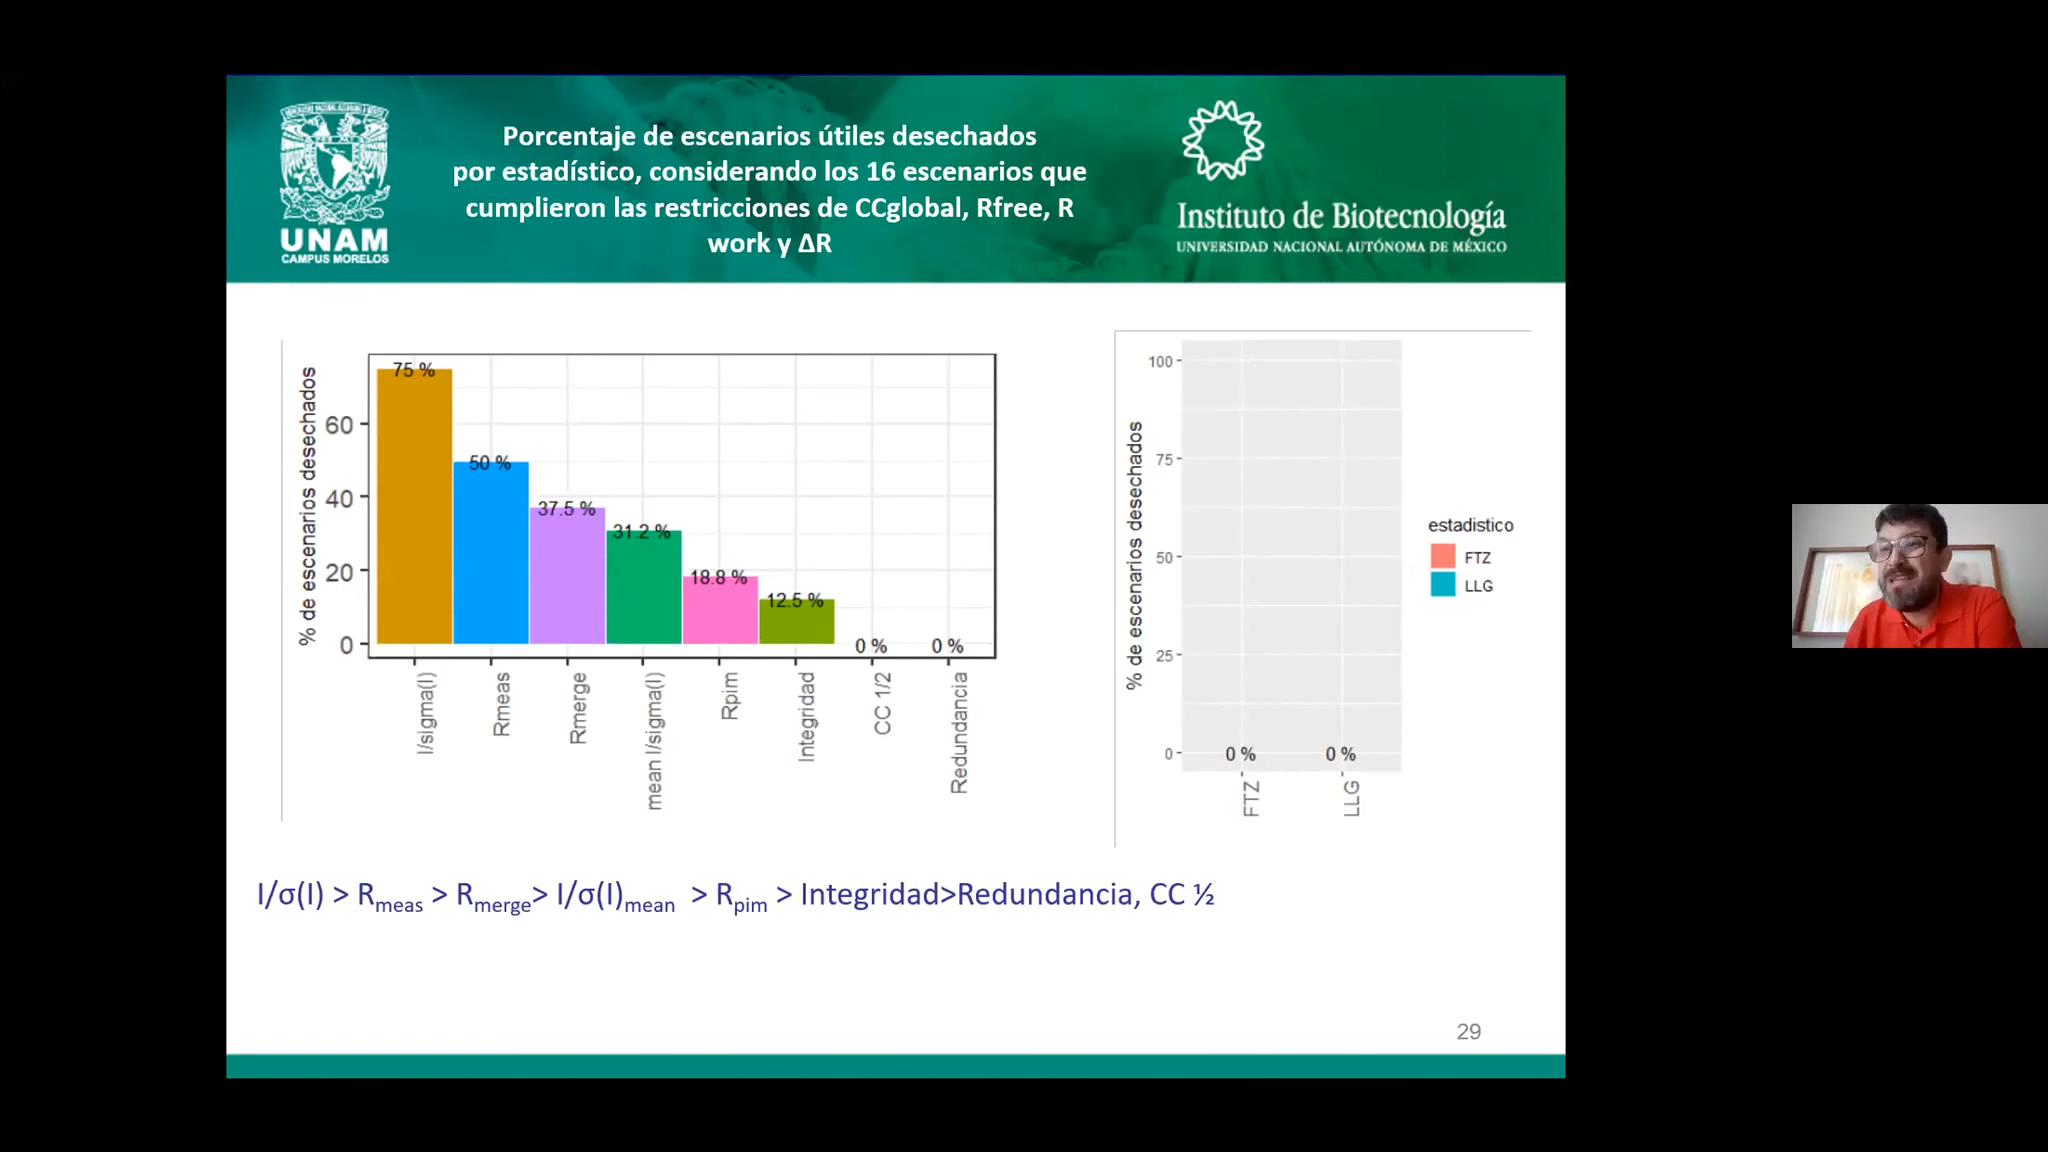 UNAM
CAMPUS MORELOS
Porcentaje de escenarios útiles desechados
por estadístico, considerando los 16 escenarios que
cumplieron las restricciones de CCglobal, Rfree, R
work y ΔR
Instituto de Biotecnología
UNIVERSIDAD NACIONAL AUTÓNOMA DE MÉXICO
% de escenarios desechados
60
40
20
0
75 %
50 %
37.5 %
31.2 %
18.8 %
12.5 %
0 %
0 %
I/sigma(I)
Rmeas
Rmerge
mean I/sigma(I)
Rpim
Integridad
CC 1/2
Redundancia
% de escenarios desechados
100
75
50
25
0
0 %
0 %
FTZ
LLG
estadistico
FTZ
LLG
I/σ(I) > Rmeas > Rmerge> I/σ(I)mean > Rpim > Integridad>Redundancia, CC ½
29